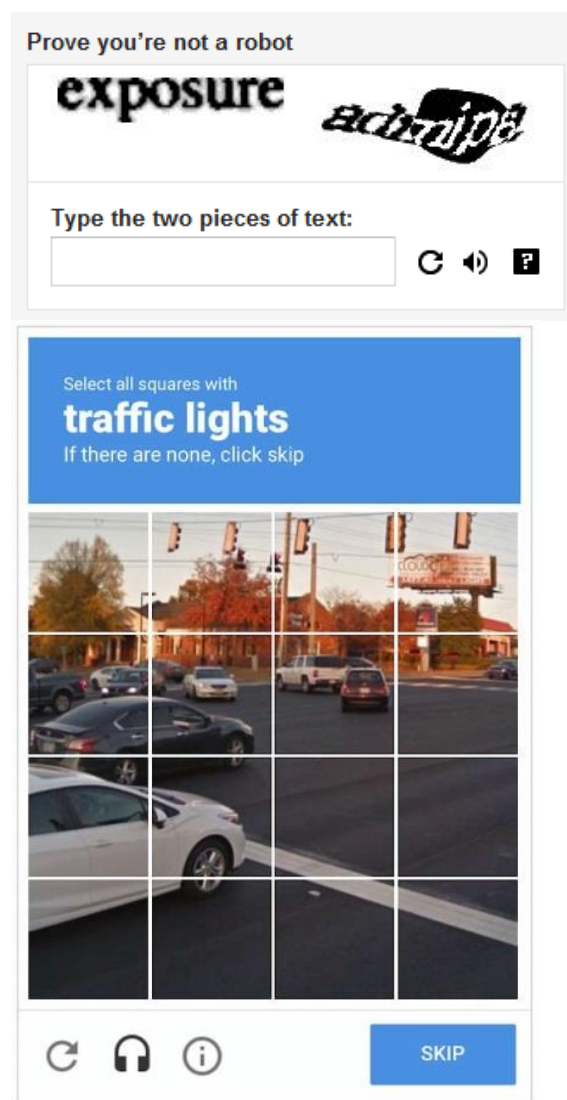 Prove you're not a robot
exposure
Type the two pieces of text:
?
Select all squares with
traffic lights
If there are none, click skip
SKIP